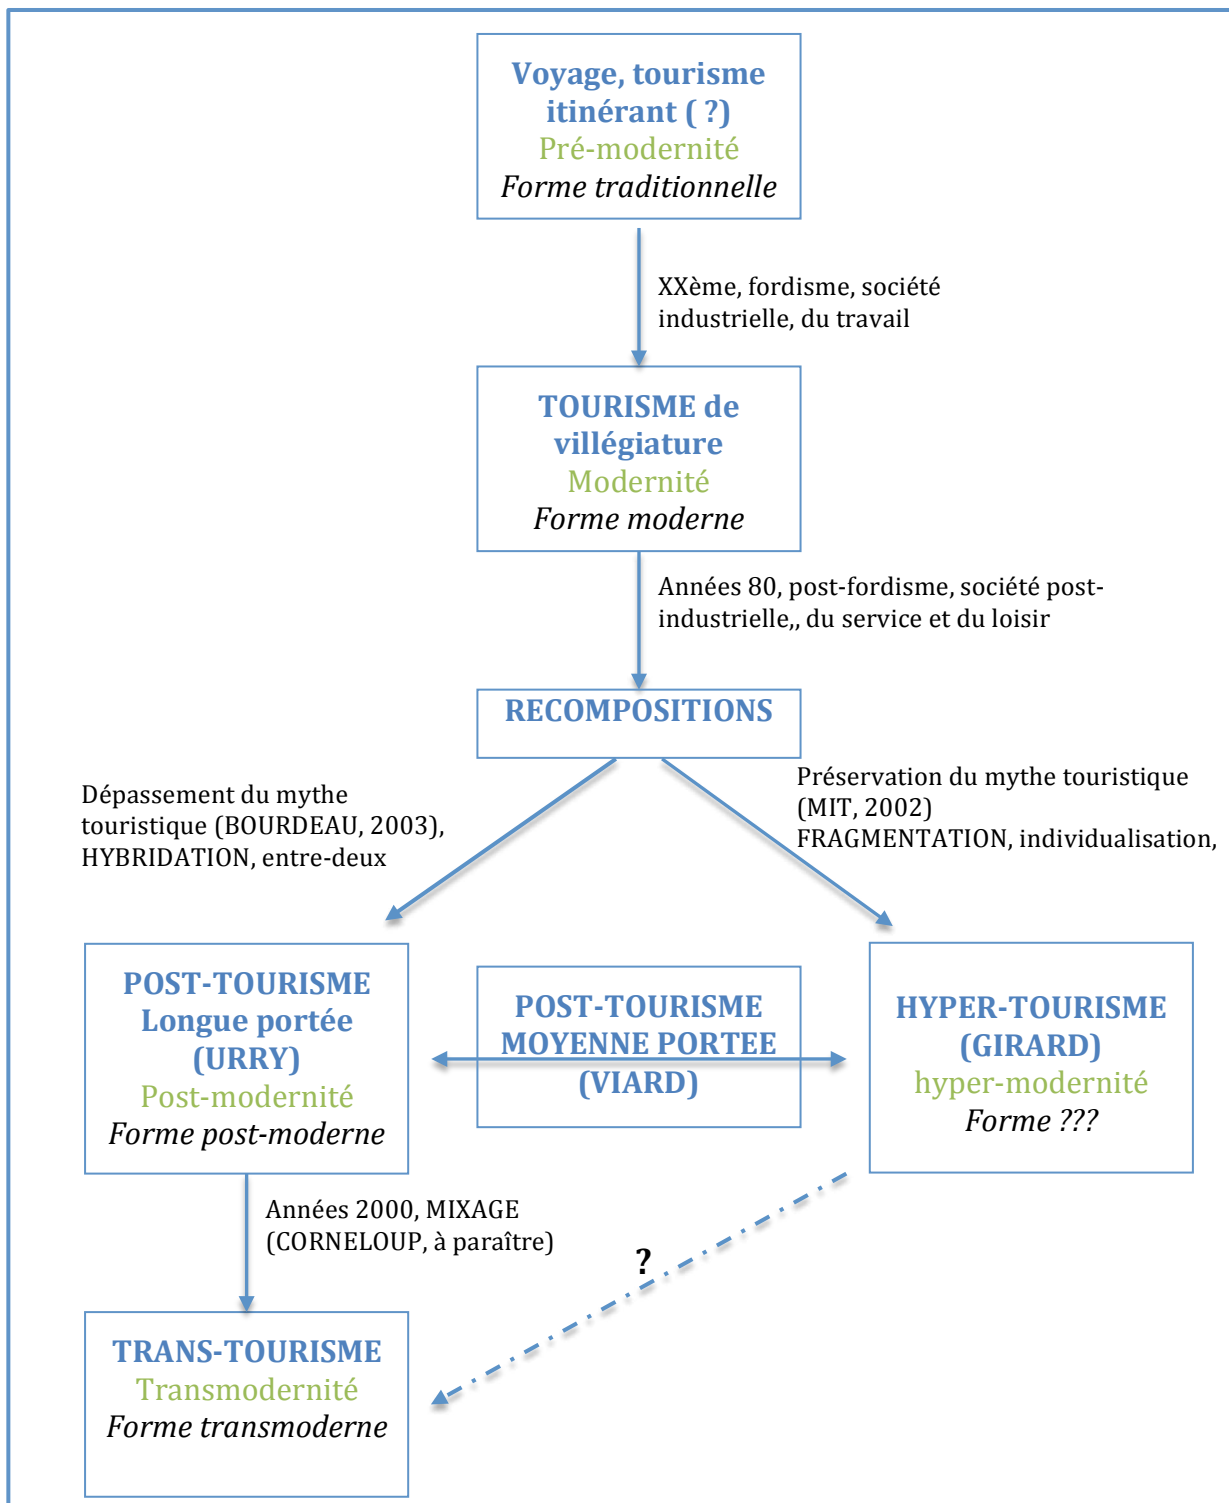 Voyage, tourisme
itinérant ( ?)
Pré-modernité
Forme traditionnelle
XXème, fordisme, société
industrielle, du travail
TOURISME de
villégiature
Modernité
Forme moderne
Années 80, post-fordisme, société post-
industrielle,, du service et du loisir
RECOMPOSITIONS
Dépassement du mythe
touristique (BOURDEAU, 2003),
HYBRIDATION, entre-deux
Préservation du mythe touristique
(MIT, 2002)
FRAGMENTATION, individualisation,
POST-TOURISME
Longue portée
(URRY)
Post-modernité
Forme post-moderne
POST-TOURISME
MOYENNE PORTEE
(VIARD)
HYPER-TOURISME
(GIRARD)
hyper-modernité
Forme ???
Années 2000, MIXAGE
(CORNELOUP, à paraître)
?
TRANS-TOURISME
Transmodernité
Forme transmoderne